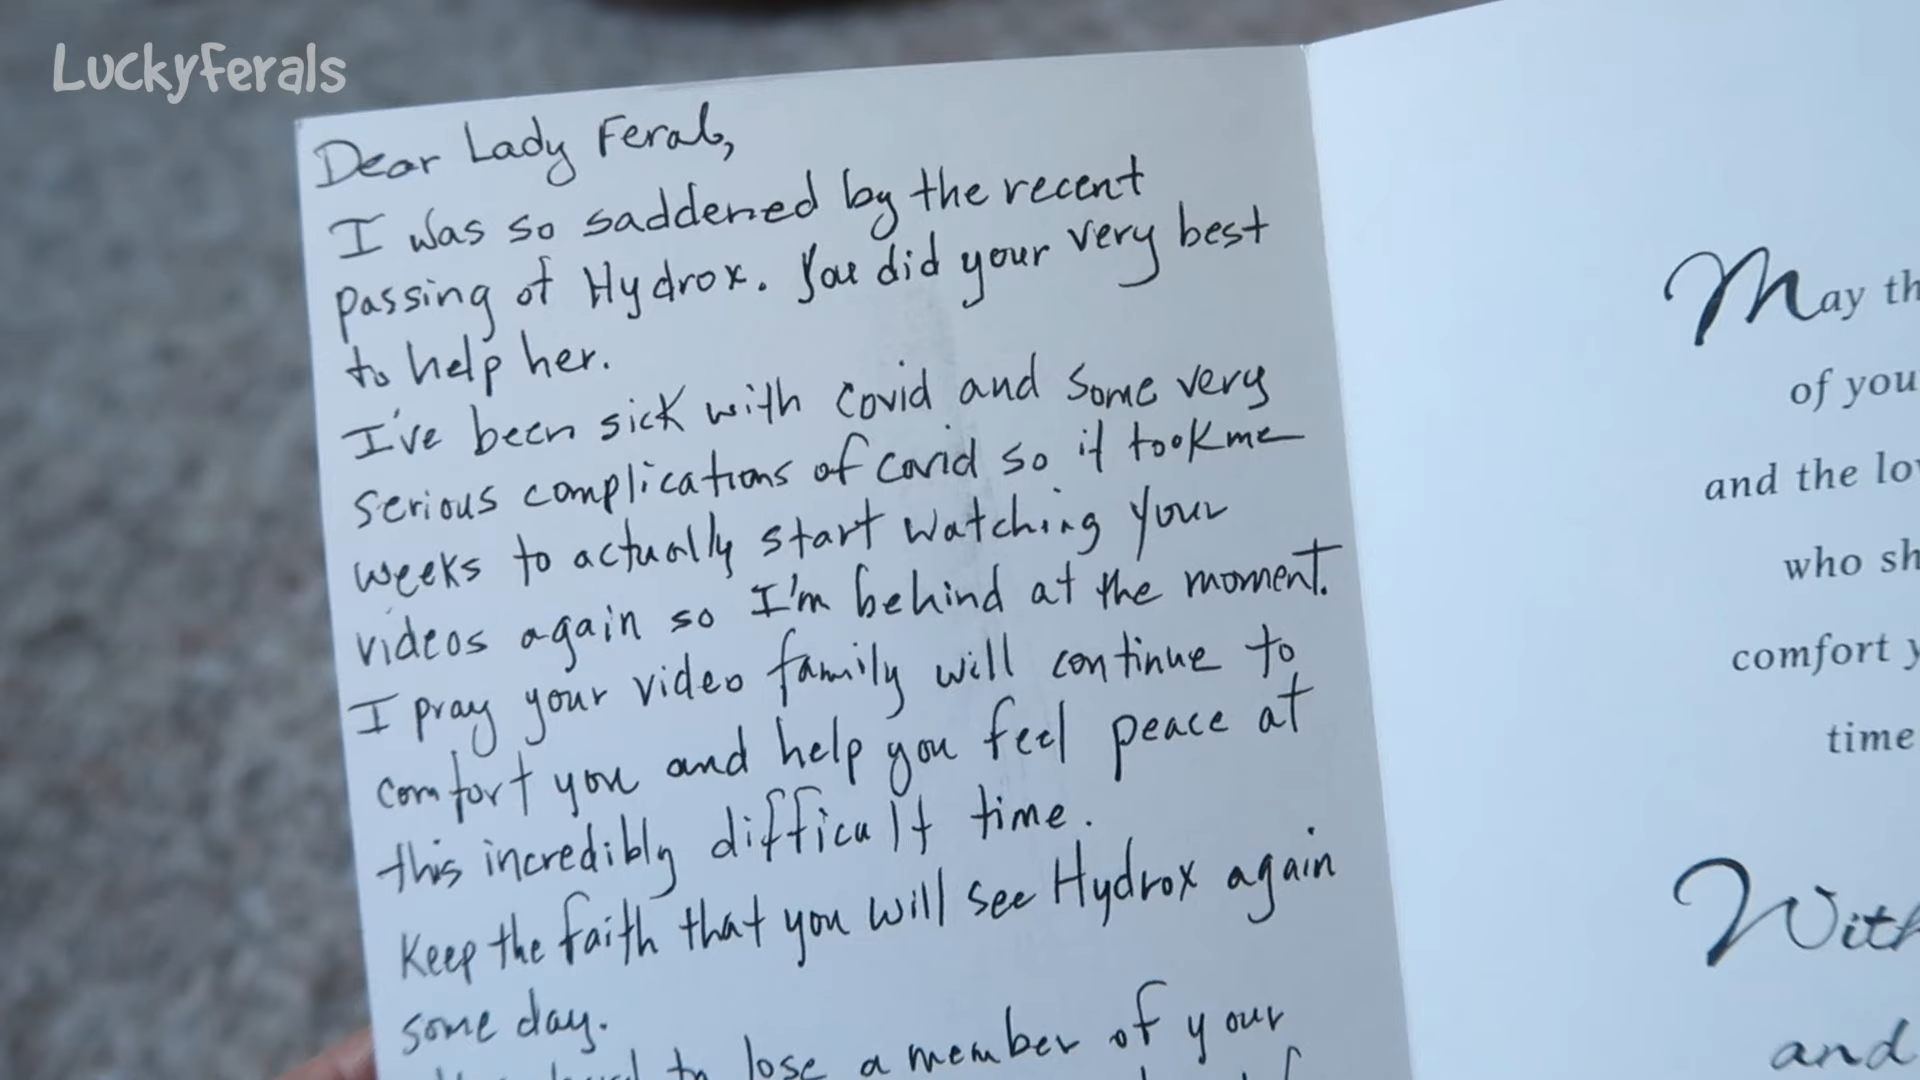 LuckyFerals
Dear Lady Feral,
I was so saddened by the recent
passing of Hydrox. You did your very best
to help her.
I've been sick with covid and some very
serious complications of covid so it took me
weeks to actually start watching your
videos again so I'm behind at the moment.
I pray your video family will continue to
comfort you and help you feel peace at
this incredibly difficult time.
Keep the faith that you will see Hydrox again
some day.
to lose a member of your
May th
of you
and the lo
who sh
comfort y
time
With
and